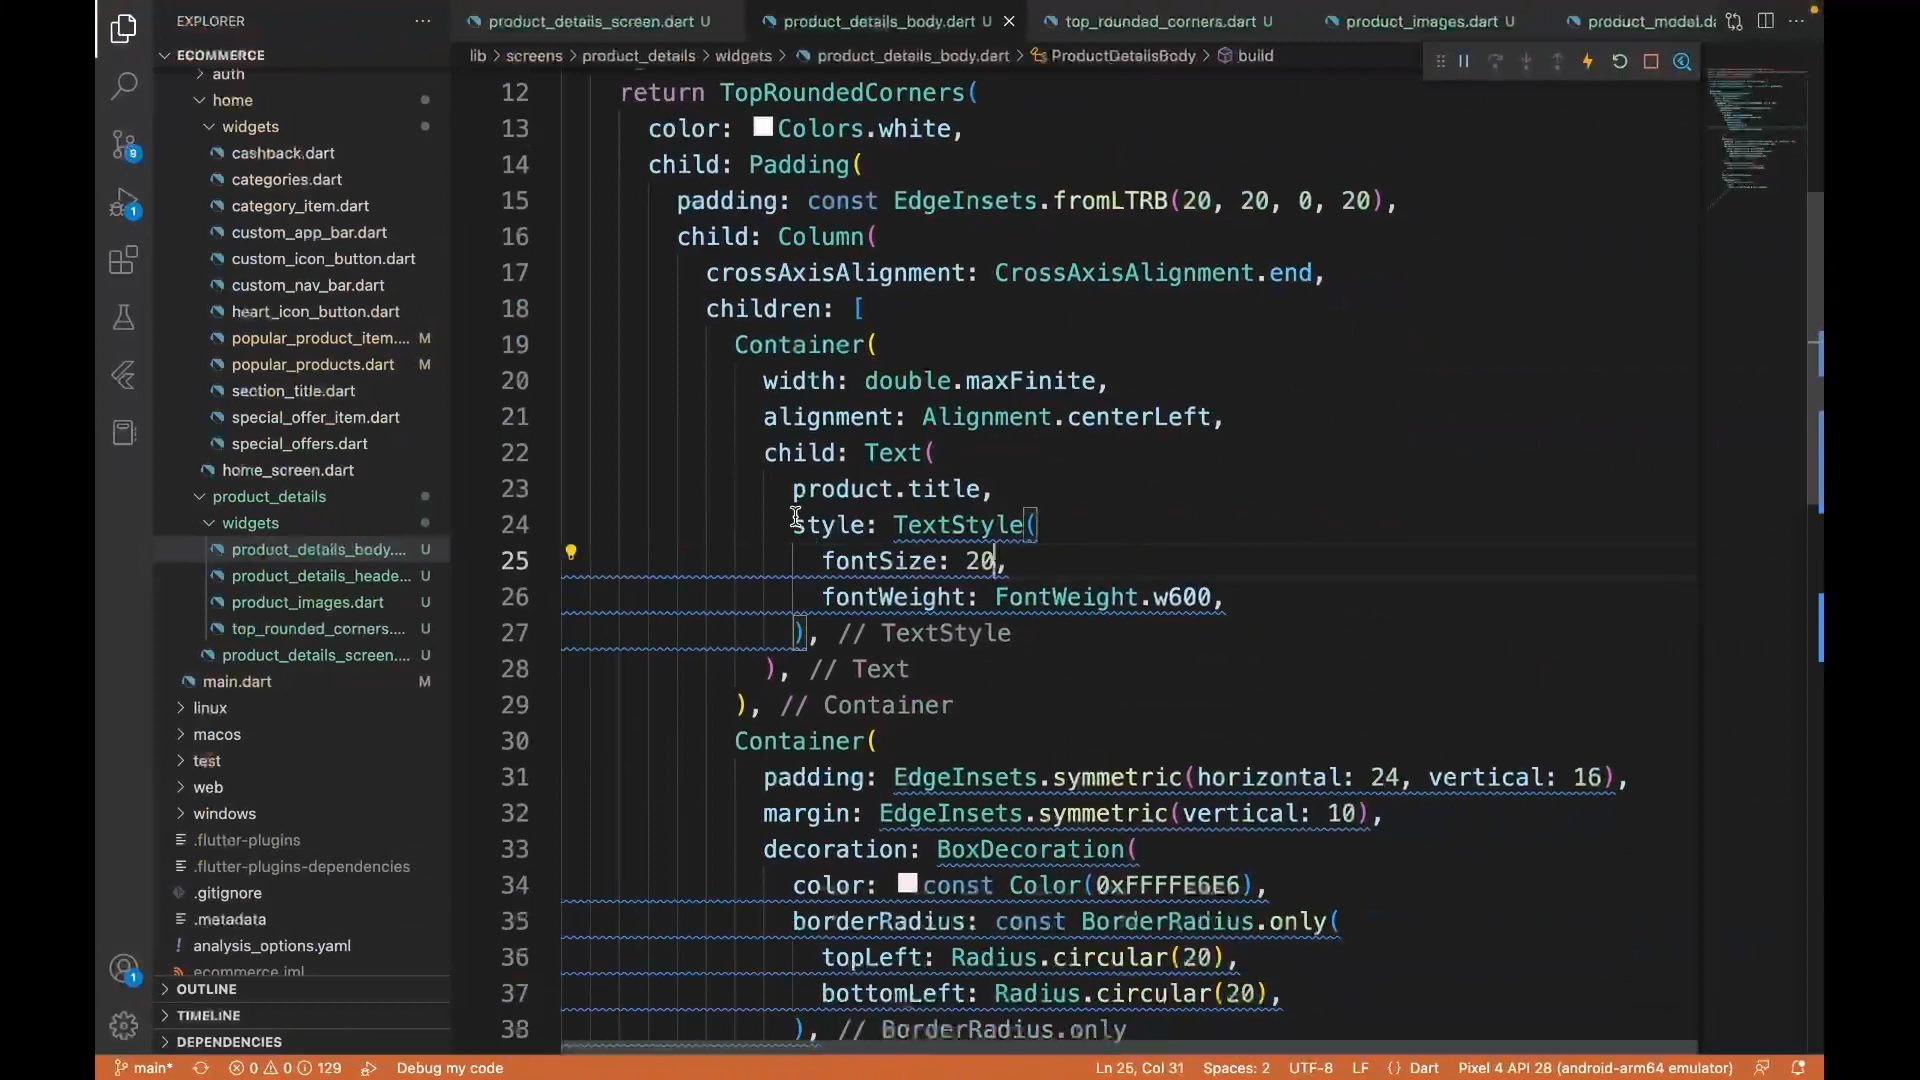 EXPLORER
ECOMMERCE
auth
home
widgets
cashback.dart
categories.dart
category_item.dart
custom_app_bar.dart
custom_icon_button.dart
custom_nav_bar.dart
heart_icon_button.dart
popular_product_item.... M
popular_products.dart M
section_title.dart
special_offer_item.dart
special_offers.dart
home_screen.dart
product_details
widgets
product_details_body.... U
product_details_heade... U
product_images.dart U
top_rounded_corners.... U
product_details_screen.... U
main.dart M
linux
macos
test
web
windows
.flutter-plugins
.flutter-plugins-dependencies
.gitignore
.metadata
analysis_options.yaml
ecommerce.iml
OUTLINE
TIMELINE
DEPENDENCIES
9
1
1
product_details_screen.dart U product_details_body.dart U top_rounded_corners.dart U product_images.dart U product_model.da
lib > screens > product_details > widgets > product_details_body.dart > ProductDetailsBody > build
12 return TopRoundedCorners(
13 color: Colors.white,
14 child: Padding(
15 padding: const EdgeInsets.fromLTRB(20, 20, 0, 20),
16 child: Column(
17 crossAxisAlignment: CrossAxisAlignment.end,
18 children: [
19 Container(
20 width: double.maxFinite,
21 alignment: Alignment.centerLeft,
22 child: Text(
23 product.title,
24 style: TextStyle(
25 fontSize: 20,
26 fontWeight: FontWeight.w600,
27 ), // TextStyle
28 ), // Text
29 ), // Container
30 Container(
31 padding: EdgeInsets.symmetric(horizontal: 24, vertical: 16),
32 margin: EdgeInsets.symmetric(vertical: 10),
33 decoration: BoxDecoration(
34 color: const Color(0xFFFFE6E6),
35 borderRadius: const BorderRadius.only(
36 topLeft: Radius.circular(20),
37 bottomLeft: Radius.circular(20),
38 ), // BorderRadius.only
main* 0 0 129 Debug my code Ln 25, Col 31 Spaces: 2 UTF-8 LF {} Dart Pixel 4 API 28 (android-arm64 emulator)